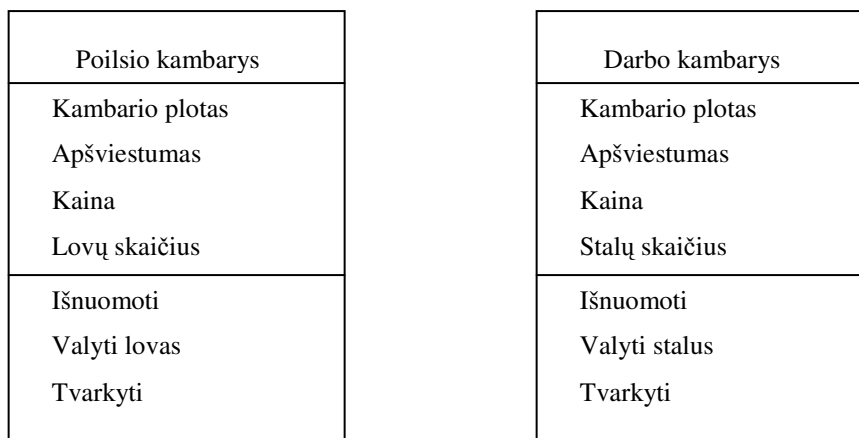 Poilsio kambarys
Kambario plotas
Apšviestumas
Kaina
Lovų skaičius
Išnuomoti
Valyti lovas
Tvarkyti
Darbo kambarys
Kambario plotas
Apšviestumas
Kaina
Stalų skaičius
Išnuomoti
Valyti stalus
Tvarkyti